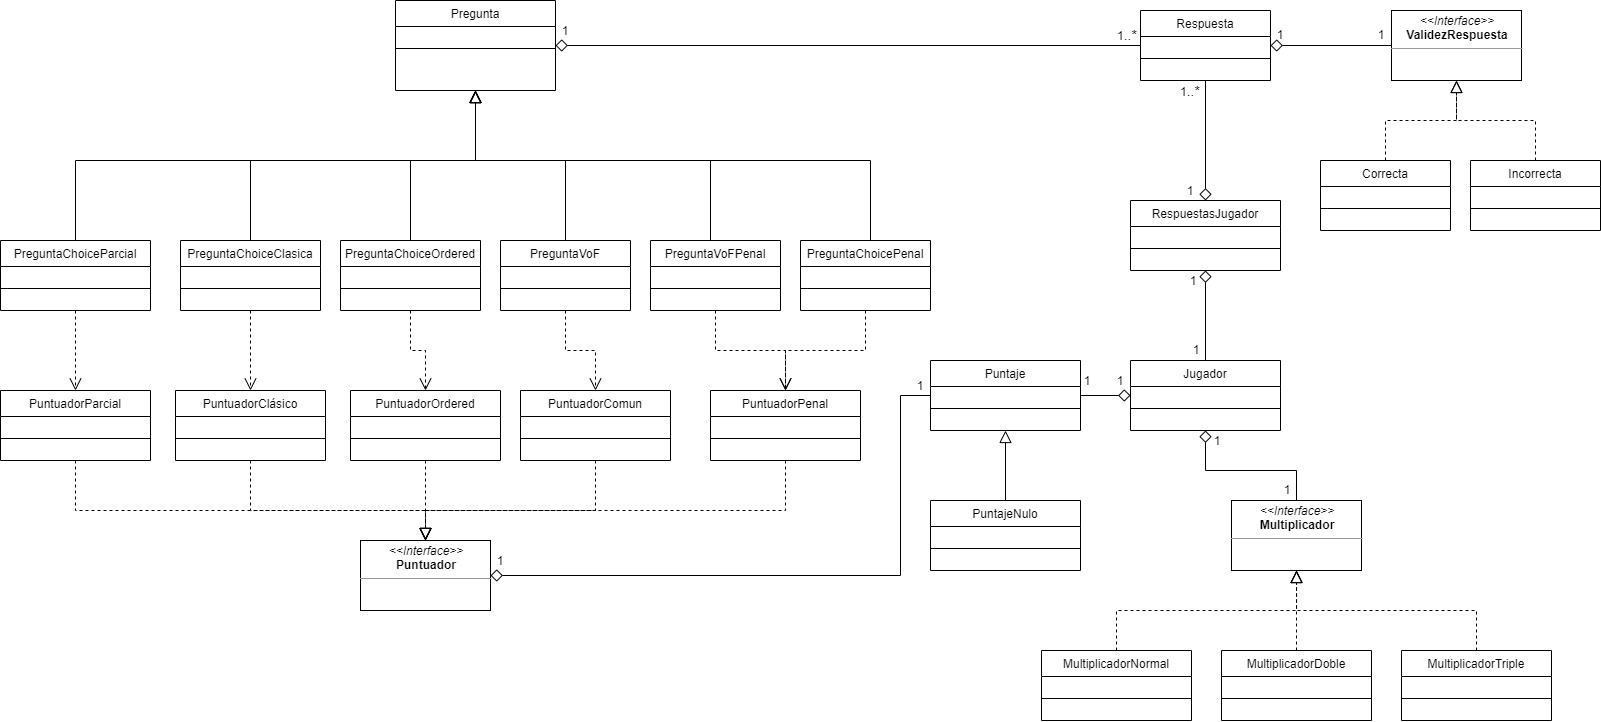 Pregunta
1
1..*
Respuesta
1
1
<<Interface>>
ValidezRespuesta
1..*
Correcta
Incorrecta
1
RespuestasJugador
1
PreguntaChoiceParcial
PreguntaChoiceClasica
PreguntaChoiceOrdered
PreguntaVoF
PreguntaVoFPenal
PreguntaChoicePenal
1
1
Puntaje
1
1
Jugador
1
PuntuadorParcial
PuntuadorClásico
PuntuadorOrdered
PuntuadorComun
PuntuadorPenal
PuntajeNulo
1
<<Interface>>
Multiplicador
<<Interface>>
Puntuador
1
MultiplicadorNormal
MultiplicadorDoble
MultiplicadorTriple